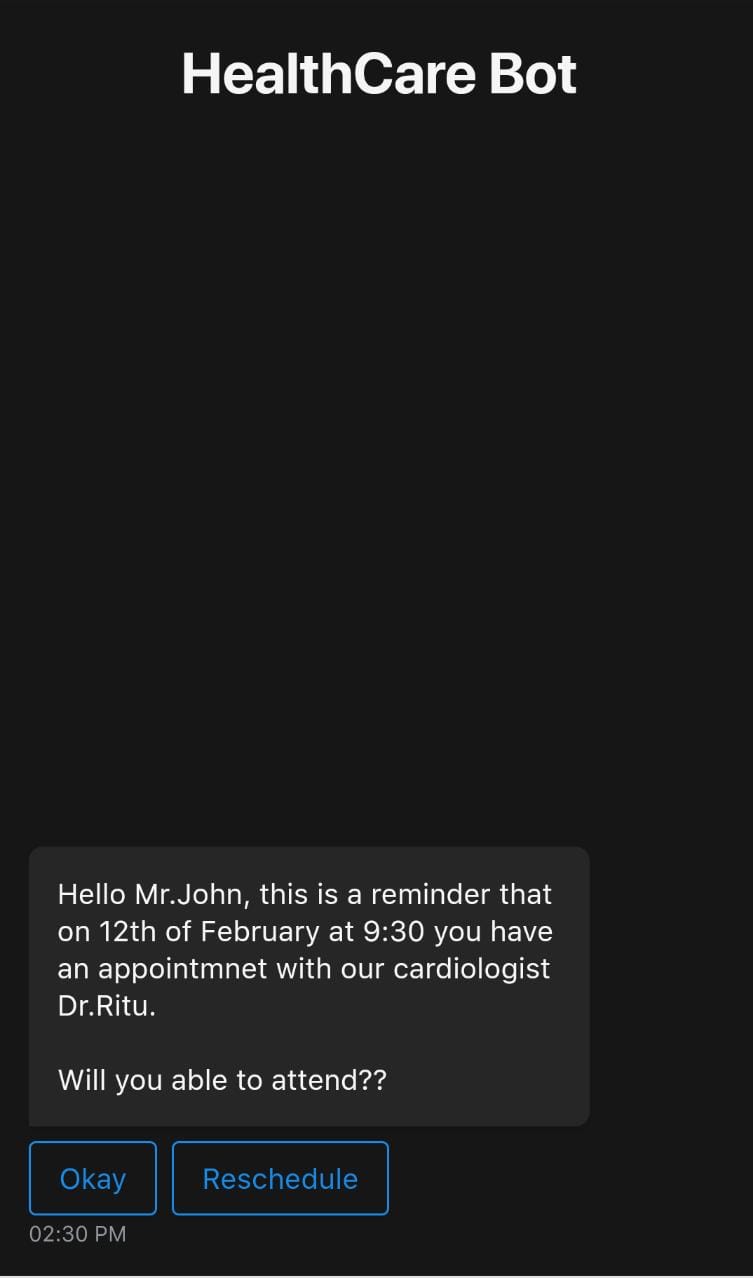 HealthCare Bot
Hello Mr.John, this is a reminder that
on 12th of February at 9:30 you have
an appointmnet with our cardiologist
Dr.Ritu.
Will you able to attend??
Okay Reschedule
02:30 PM